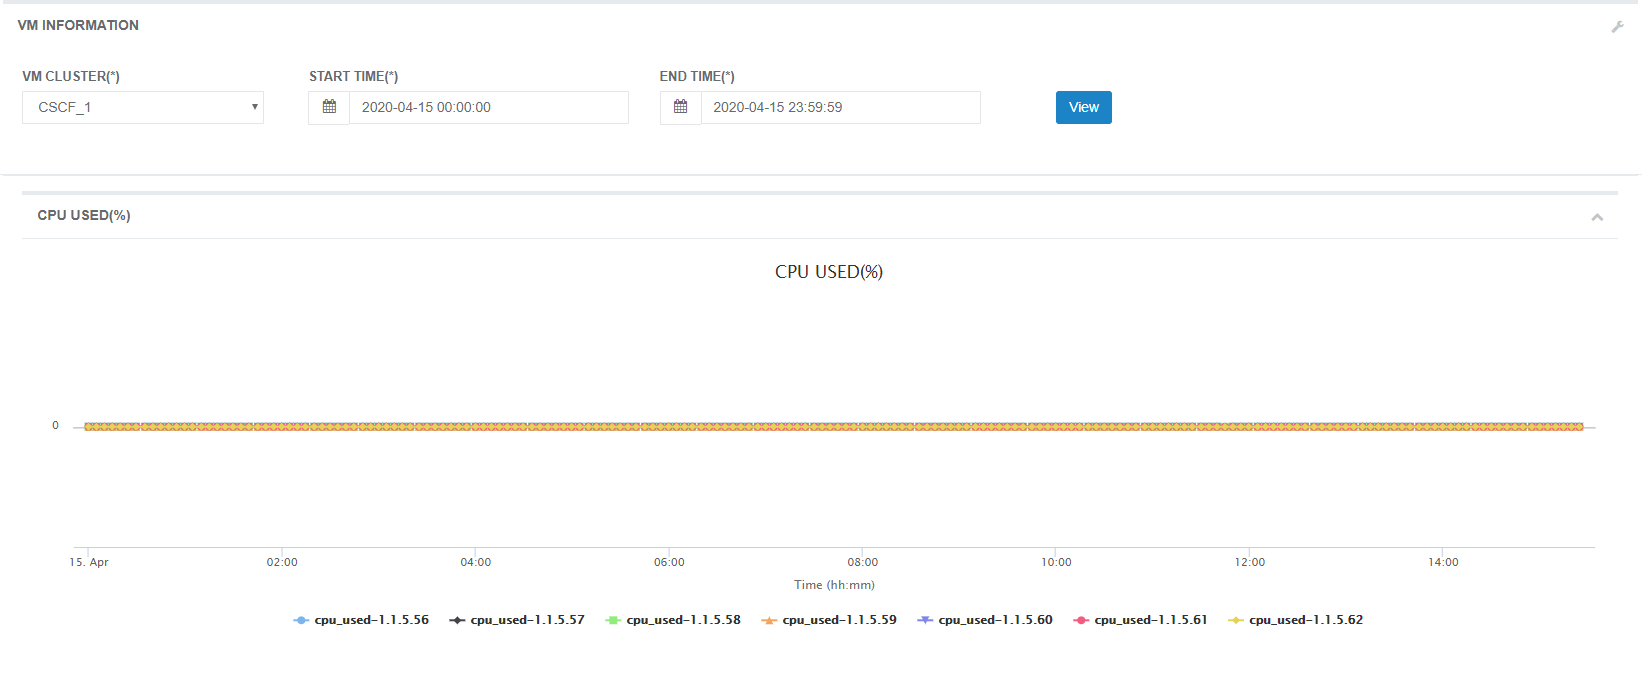 VM INFORMATION
VM CLUSTER(*) START TIME(*) END TIME(*)
CSCF_1 2020-04-15 00:00:00 2020-04-15 23:59:59 View
CPU USED(%)
CPU USED(%)
0
15. Apr 02:00 04:00 06:00 08:00 10:00 12:00 14:00
Time (hh:mm)
cpu_used-1.1.5.56 cpu_used-1.1.5.57 cpu_used-1.1.5.58 cpu_used-1.1.5.59 cpu_used-1.1.5.60 cpu_used-1.1.5.61 cpu_used-1.1.5.62